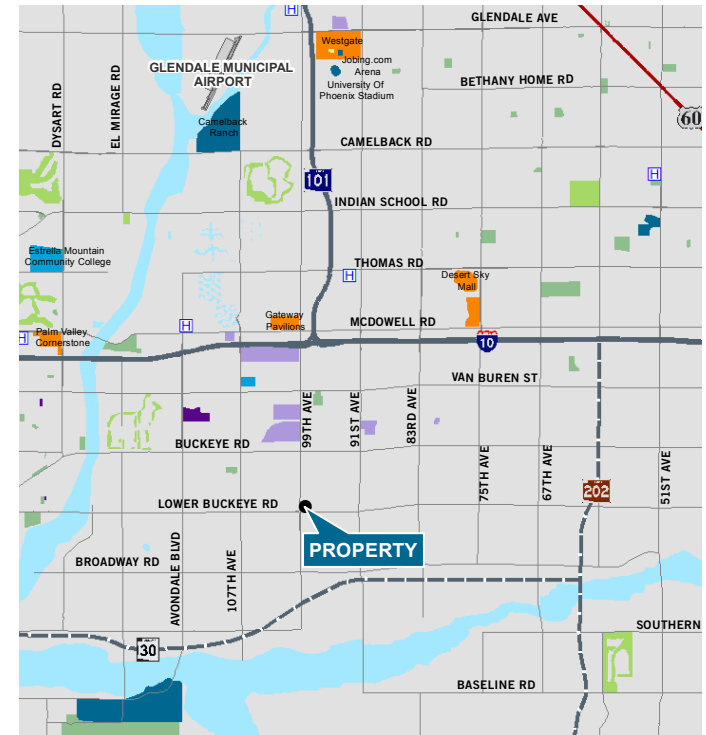 H
GLENDALE AVE
Westgate
Jobing.com
Arena
University Of
Phoenix Stadium
GLENDALE MUNICIPAL
AIRPORT
BETHANY HOME RD
DYSART RD
EL MIRAGE RD
60
Camelback
Ranch
CAMELBACK RD
H
101
INDIAN SCHOOL RD
Estrella Mountain
Community College
THOMAS RD
H
Desert Sky
Mall
Gateway
Pavilions
MCDOWELL RD
H
H
Palm Valley
Cornerstone
10
VAN BUREN ST
99TH AVE
91ST AVE
83RD AVE
BUCKEYE RD
75TH AVE
67TH AVE
51ST AVE
202
LOWER BUCKEYE RD
PROPERTY
BROADWAY RD
AVONDALE BLVD
107TH AVE
30
SOUTHERN
BASELINE RD